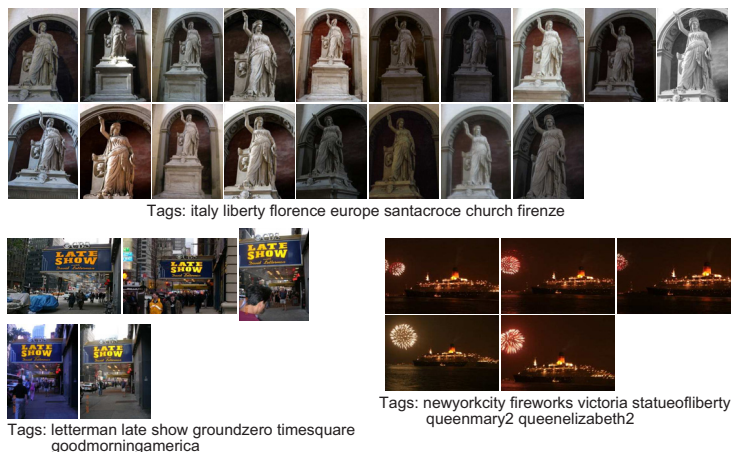 Tags: italy liberty florence europe santacroce church firenze
CBS
LATE
SHOW
LATE
SHOW
LATE
SHOW
LATE
SHOW
LATE
SHOW
Tags: letterman late show groundzero timesquare
goodmorningamerica
Tags: newyorkcity fireworks victoria statueofliberty
queenmary2 queenelizabeth2